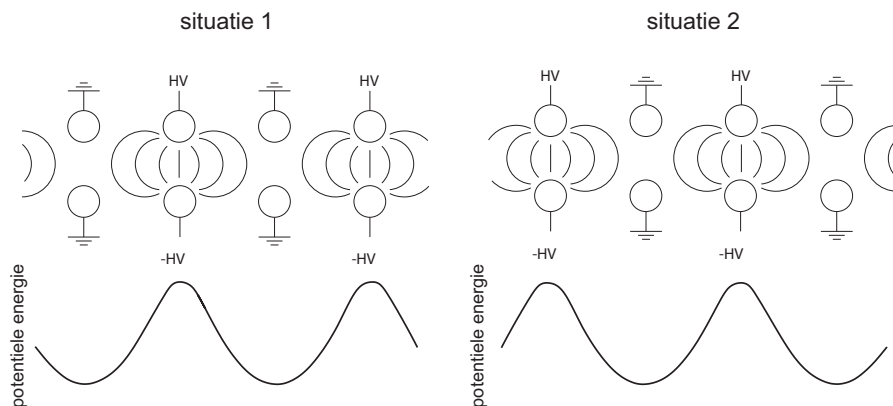 situatie 1
situatie 2
HV
HV
HV
HV
-HV
-HV
-HV
-HV
potentiele energie
potentiele energie